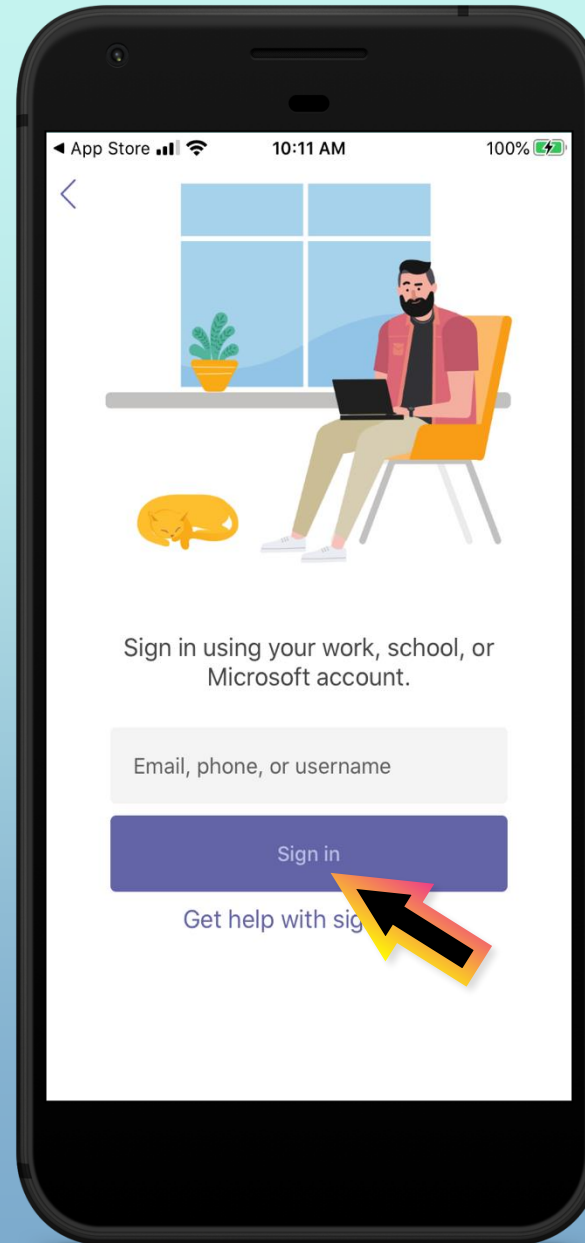 App Store 10:11 AM 100%
Sign in using your work, school, or
Microsoft account.
Email, phone, or username
Sign in
Get help with